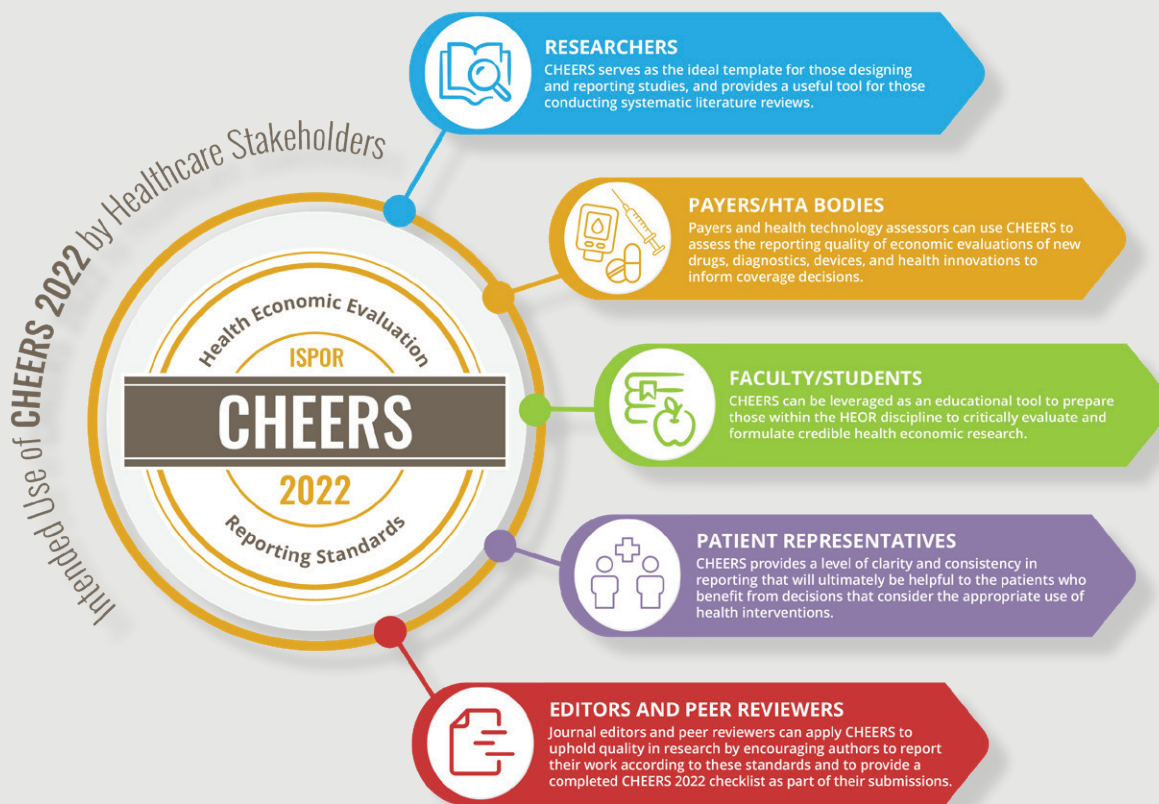 Intended Use of CHEERS 2022 by Healthcare Stakeholders
Health Economic Evaluation
ISPOR
CHEERS
2022
Reporting Standards
RESEARCHERS
CHEERS serves as the ideal template for those designing
and reporting studies, and provides a useful tool for those
conducting systematic literature reviews.
PAYERS/HTA BODIES
Payers and health technology assessors can use CHEERS to
assess the reporting quality of economic evaluations of new
drugs, diagnostics, devices, and health innovations to
inform coverage decisions.
FACULTY/STUDENTS
CHEERS can be leveraged as an educational tool to prepare
those within the HEOR discipline to critically evaluate and
formulate credible health economic research.
PATIENT REPRESENTATIVES
CHEERS provides a level of clarity and consistency in
reporting that will ultimately be helpful to the patients who
benefit from decisions that consider the appropriate use of
health interventions.
EDITORS AND PEER REVIEWERS
Journal editors and peer reviewers can apply CHEERS to
uphold quality in research by encouraging authors to report
their work according to these standards and to provide a
completed CHEERS 2022 checklist as part of their submissions.